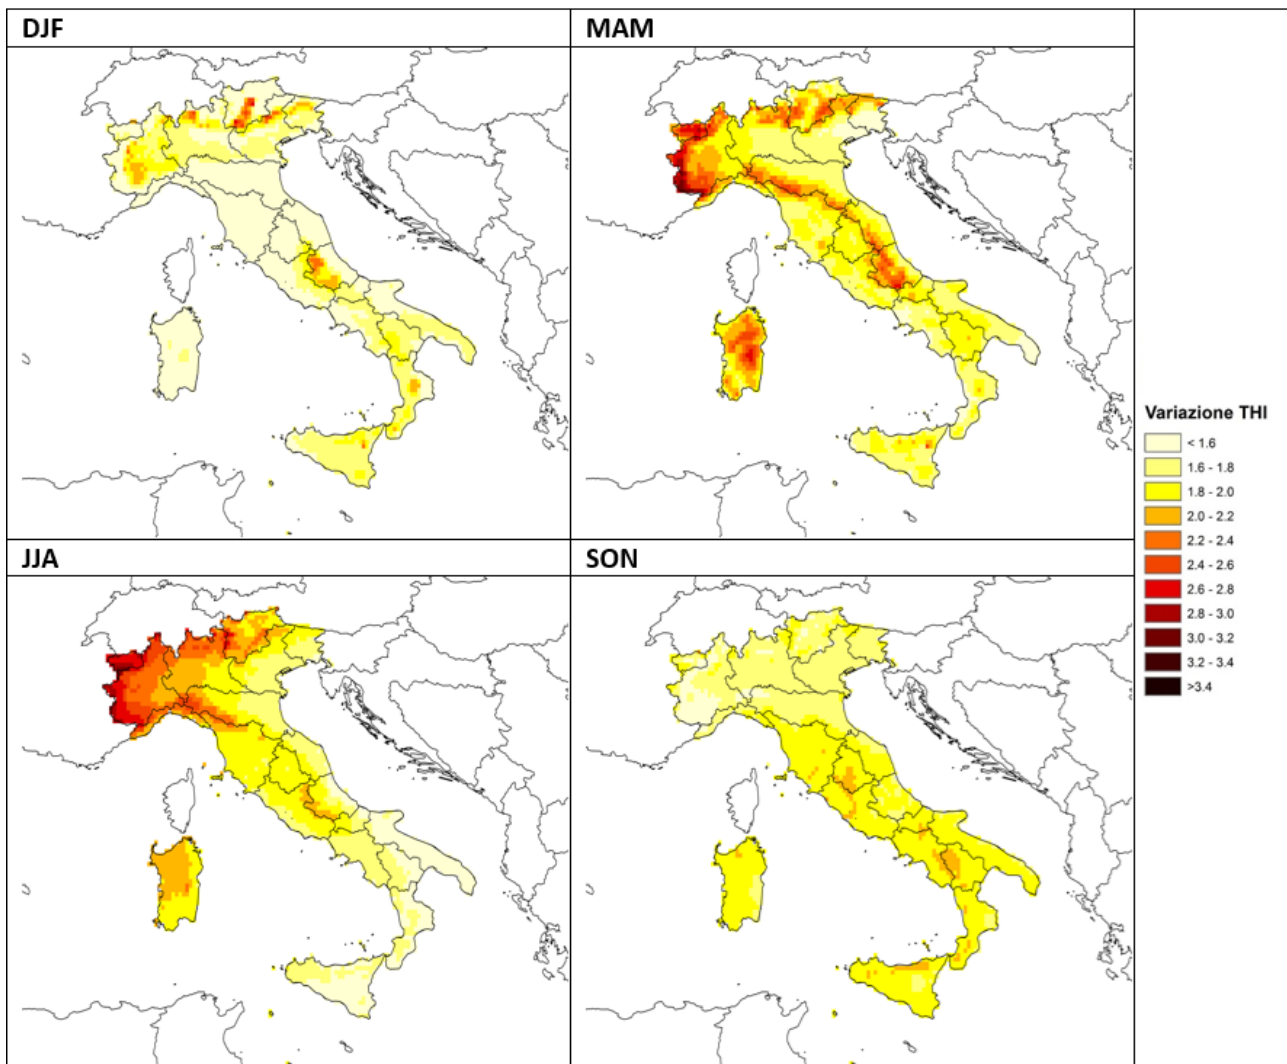 DJF
MAM
JJA
SON
Variazione THI
< 1.6
1.6 - 1.8
1.8 - 2.0
2.0 - 2.2
2.2 - 2.4
2.4 - 2.6
2.6 - 2.8
2.8 - 3.0
3.0 - 3.2
3.2 - 3.4
>3.4